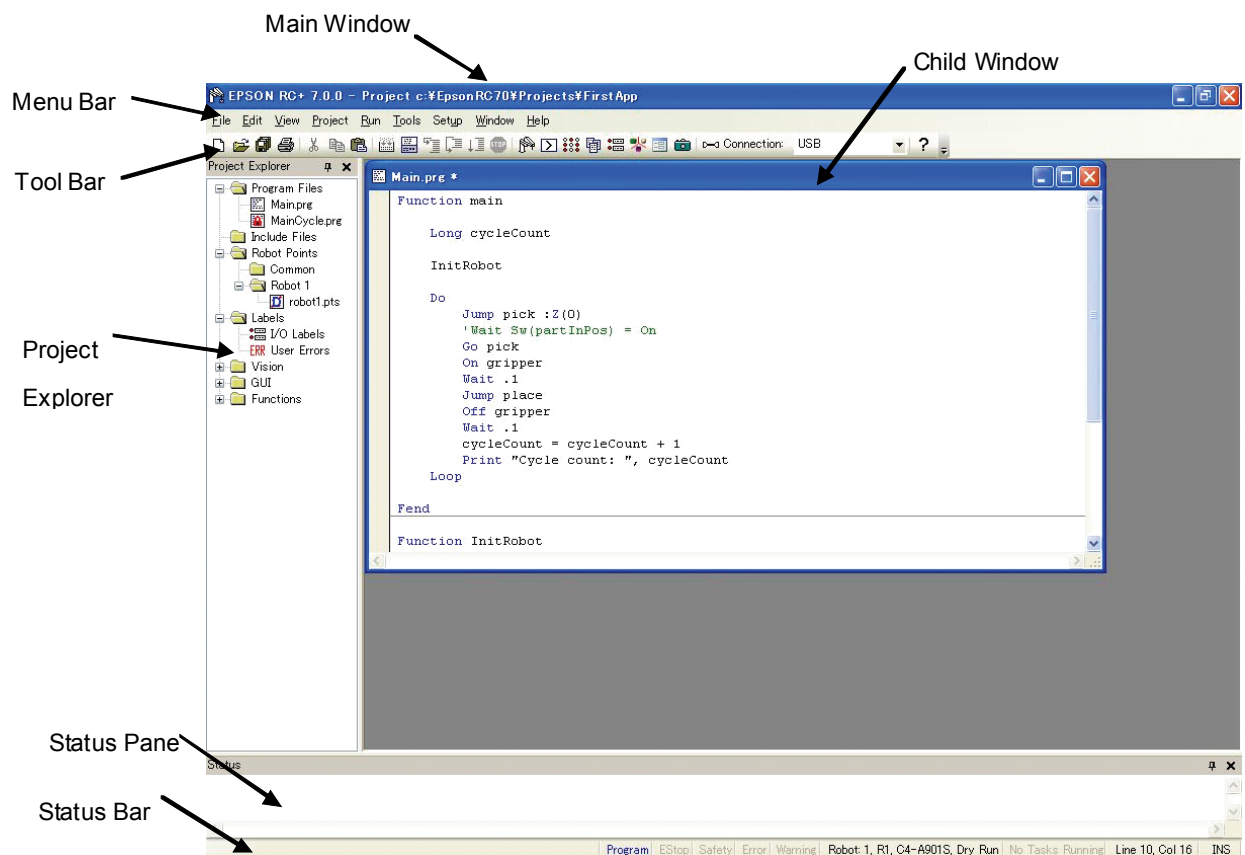 Main Window
Child Window
Menu Bar
EPSON RC+ 7.0.0 - Project c:¥EpsonRC70¥Projects¥FirstApp
File Edit View Project Run Tools Setup Window Help
STOP Connection: USB ?
Tool Bar
Project Explorer
Program Files
Main.prg
MainCycle.prg
Include Files
Robot Points
Common
Robot 1
robot1.pts
Labels
I/O Labels
ERR User Errors
Vision
GUI
Functions
Project
Explorer
Main.prg *
Function main
Long cycleCount
InitRobot
Do
Jump pick :Z(0)
'Wait Sw(partInPos) = On
Go pick
On gripper
Wait .1
Jump place
Off gripper
Wait .1
cycleCount = cycleCount + 1
Print "Cycle count: ", cycleCount
Loop
Fend
Function InitRobot
Status Pane
Status
Status Bar
Program EStop Safety Error Warning Robot: 1, R1, C4-A901S, Dry Run No Tasks Running Line 10, Col 16 INS